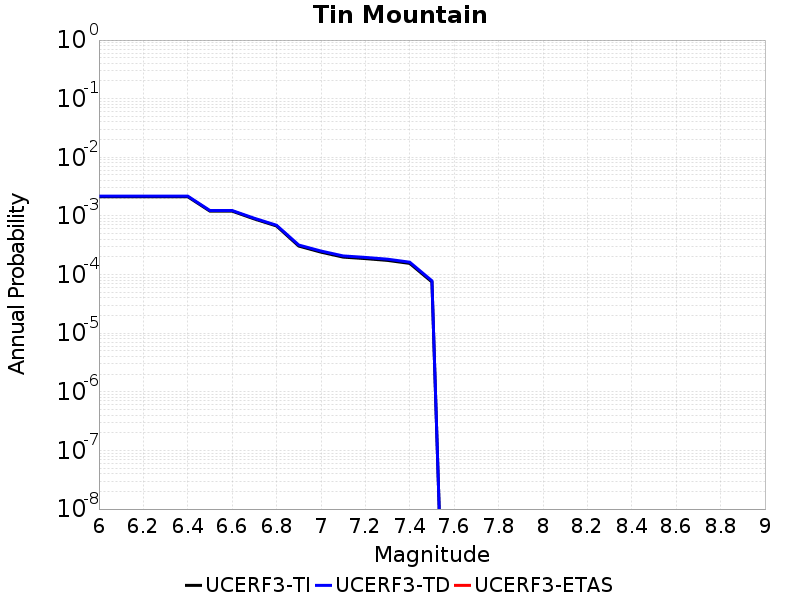 Tin Mountain
10^0
10^-1
10^-2
10^-3
10^-4
10^-5
10^-6
10^-7
10^-8
Annual Probability
6 6.2 6.4 6.6 6.8 7 7.2 7.4 7.6 7.8 8 8.2 8.4 8.6 8.8 9
Magnitude
UCERF3-TI UCERF3-TD UCERF3-ETAS